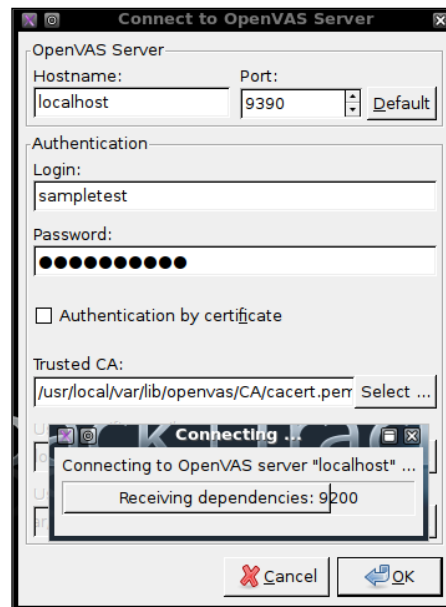 Connect to OpenVAS Server
OpenVAS Server
Hostname:
Port:
localhost
9390
Default
Authentication
Login:
sampletest
Password:
●●●●●●●●●●
Authentication by certificate
Trusted CA:
/usr/local/var/lib/openvas/CA/cacert.pem
Select ...
Connecting ...
Connecting to OpenVAS server "localhost" ...
Receiving dependencies: 9200
Cancel
OK